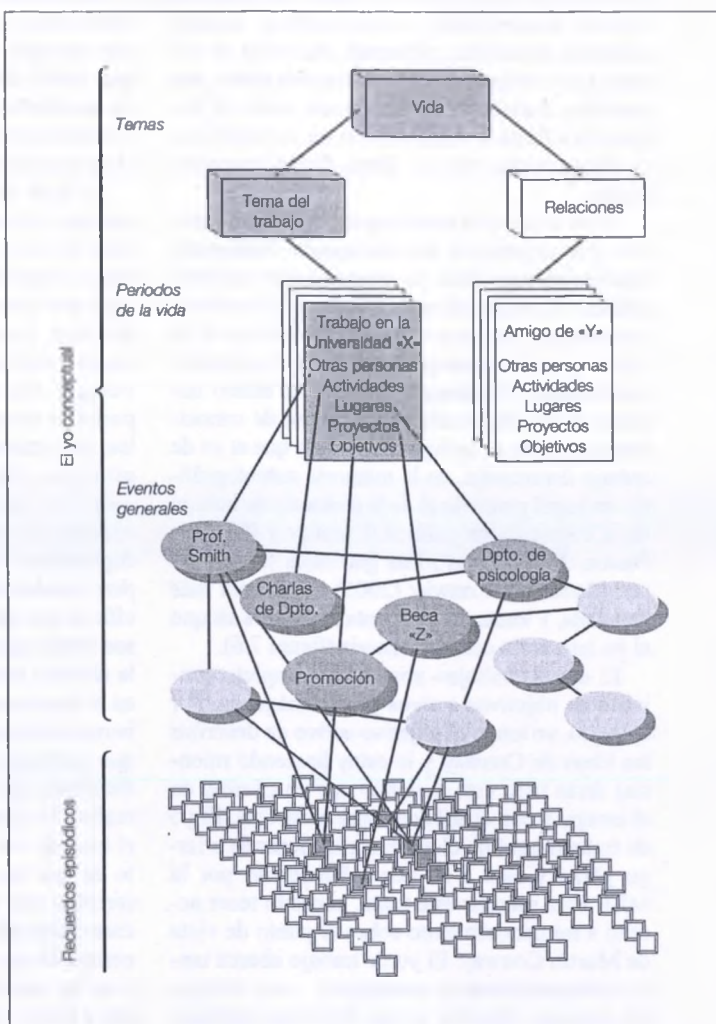 Vida
Temas
Tema del
trabajo
Relaciones
Periodos
de la vida
Trabajo en la
Universidad «X»
Otras personas
Actividades
Lugares
Proyectos
Objetivos
Amigo de «Y»
Otras personas
Actividades
Lugares
Proyectos
Objetivos
El yo conceptual
Eventos
generales
Prof.
Smith
Charlas
de Dpto.
Dpto. de
psicología
Beca
«Z»
Promoción
Recuerdos episódicos